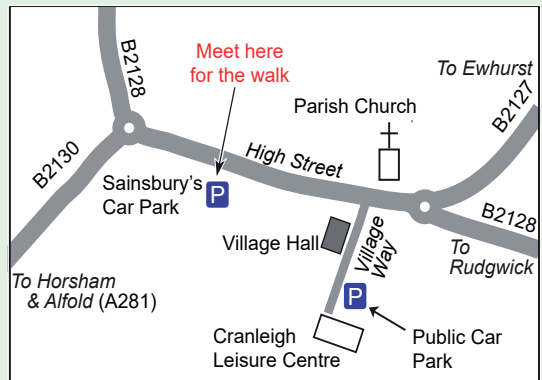 B2128
Meet here
for the walk
To Ewhurst
B2127
Parish Church
B2130
High Street
Sainsbury's
Car Park
P
B2128
Village Hall
Village
Way
To
Rudgwick
To Horsham
& Alfold (A281)
P
Cranleigh
Leisure Centre
Public Car
Park